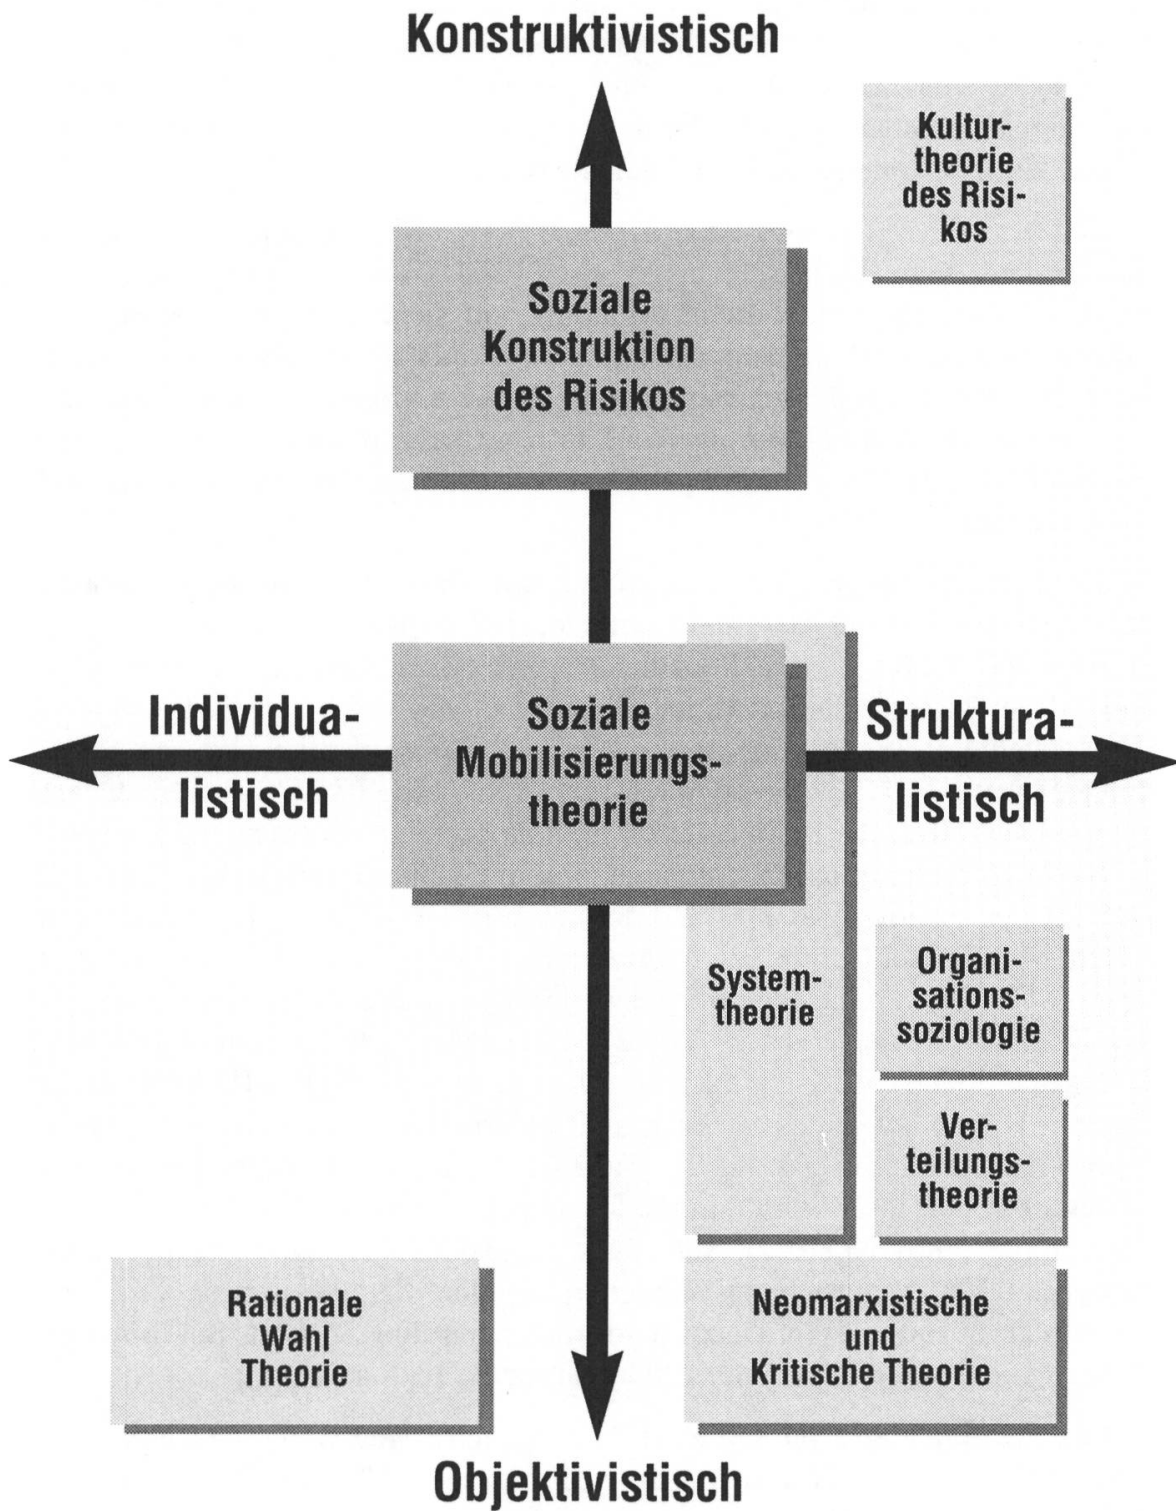 Konstruktivistisch
Kultur-
theorie
des Risi-
kos
Soziale
Konstruktion
des Risikos
Individua-
listisch
Soziale
Mobilisierungs-
theorie
Struktura-
listisch
System-
theorie
Organi-
sations-
soziologie
Ver-
teilungs-
theorie
Rationale
Wahl
Theorie
Neomarxistische
und
Kritische Theorie
Objektivistisch